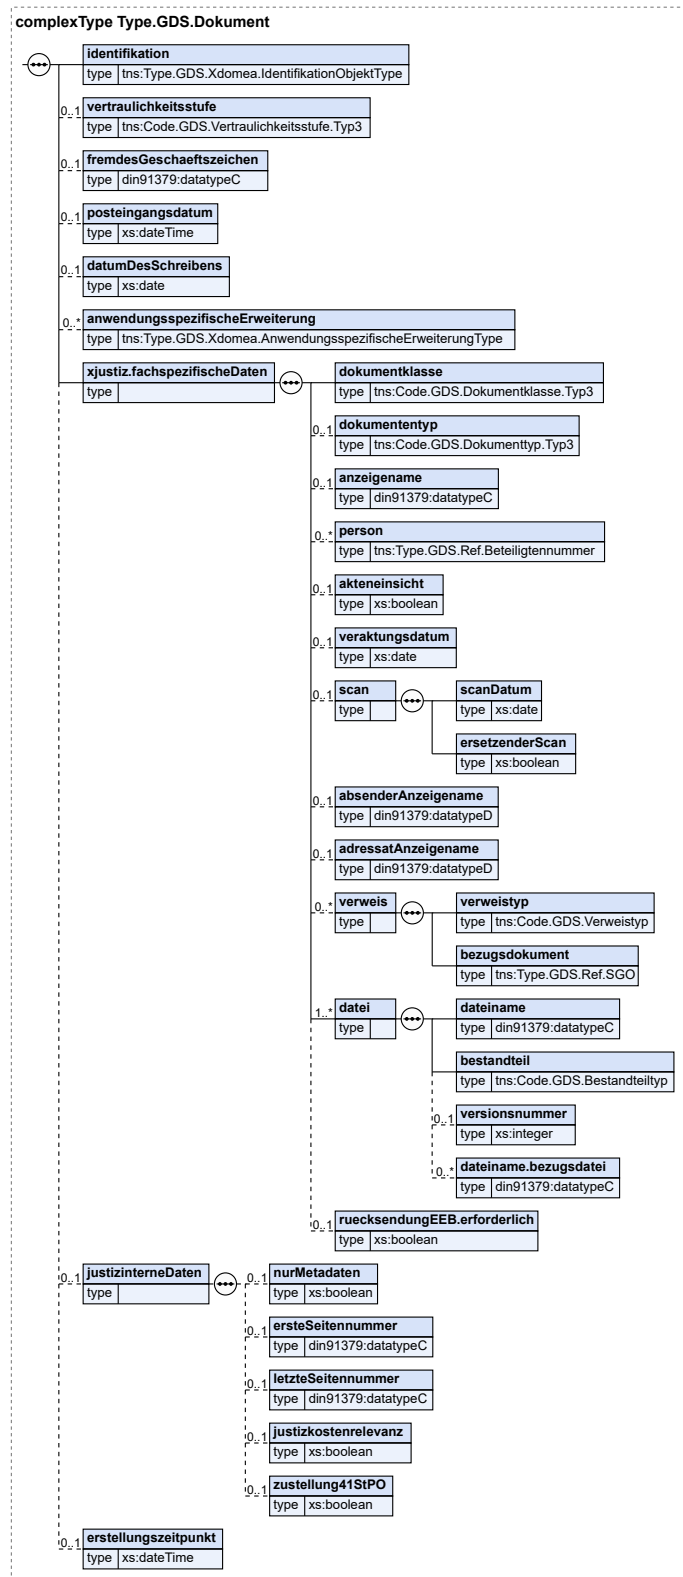 complexType Type.GDS.Dokument
identifikation
type tns:Type.GDS.Xdomea.IdentifikationObjektType
0..1 vertraulichkeitsstufe
type tns:Code.GDS.Vertraulichkeitsstufe.Typ3
0..1 fremdesGeschaeftszeichen
type din91379:datatypeC
0..1 posteingangsdatum
type xs:dateTime
0..1 datumDesSchreibens
type xs:date
0..* anwendungsspezifischeErweiterung
type tns:Type.GDS.Xdomea.AnwendungsspezifischeErweiterungType
xjustiz.fachspezifischeDaten
type
dokumentklasse
type tns:Code.GDS.Dokumentklasse.Typ3
0..1 dokumententyp
type tns:Code.GDS.Dokumenttyp.Typ3
0..1 anzeigename
type din91379:datatypeC
0..* person
type tns:Type.GDS.Ref.Beteiligtennummer
0..1 akteneinsicht
type xs:boolean
0..1 veraktungsdatum
type xs:date
0..1 scan
type
scanDatum
type xs:date
ersetzenderScan
type xs:boolean
0..1 absenderAnzeigename
type din91379:datatypeD
0..1 adressatAnzeigename
type din91379:datatypeD
0..* verweis
type
verweistyp
type tns:Code.GDS.Verweistyp
bezugsdokument
type tns:Type.GDS.Ref.SGO
1..* datei
type
dateiname
type din91379:datatypeC
bestandteil
type tns:Code.GDS.Bestandteiltyp
0..1 versionsnummer
type xs:integer
0..* dateiname.bezugsdatei
type din91379:datatypeC
0..1 ruecksendungEEB.erforderlich
type xs:boolean
0..1 justizinterneDaten
type
0..1 nurMetadaten
type xs:boolean
0..1 ersteSeitennummer
type din91379:datatypeC
0..1 letzteSeitennummer
type din91379:datatypeC
0..1 justizkostenrelevanz
type xs:boolean
0..1 zustellung41StPO
type xs:boolean
0..1 erstellungszeitpunkt
type xs:dateTime